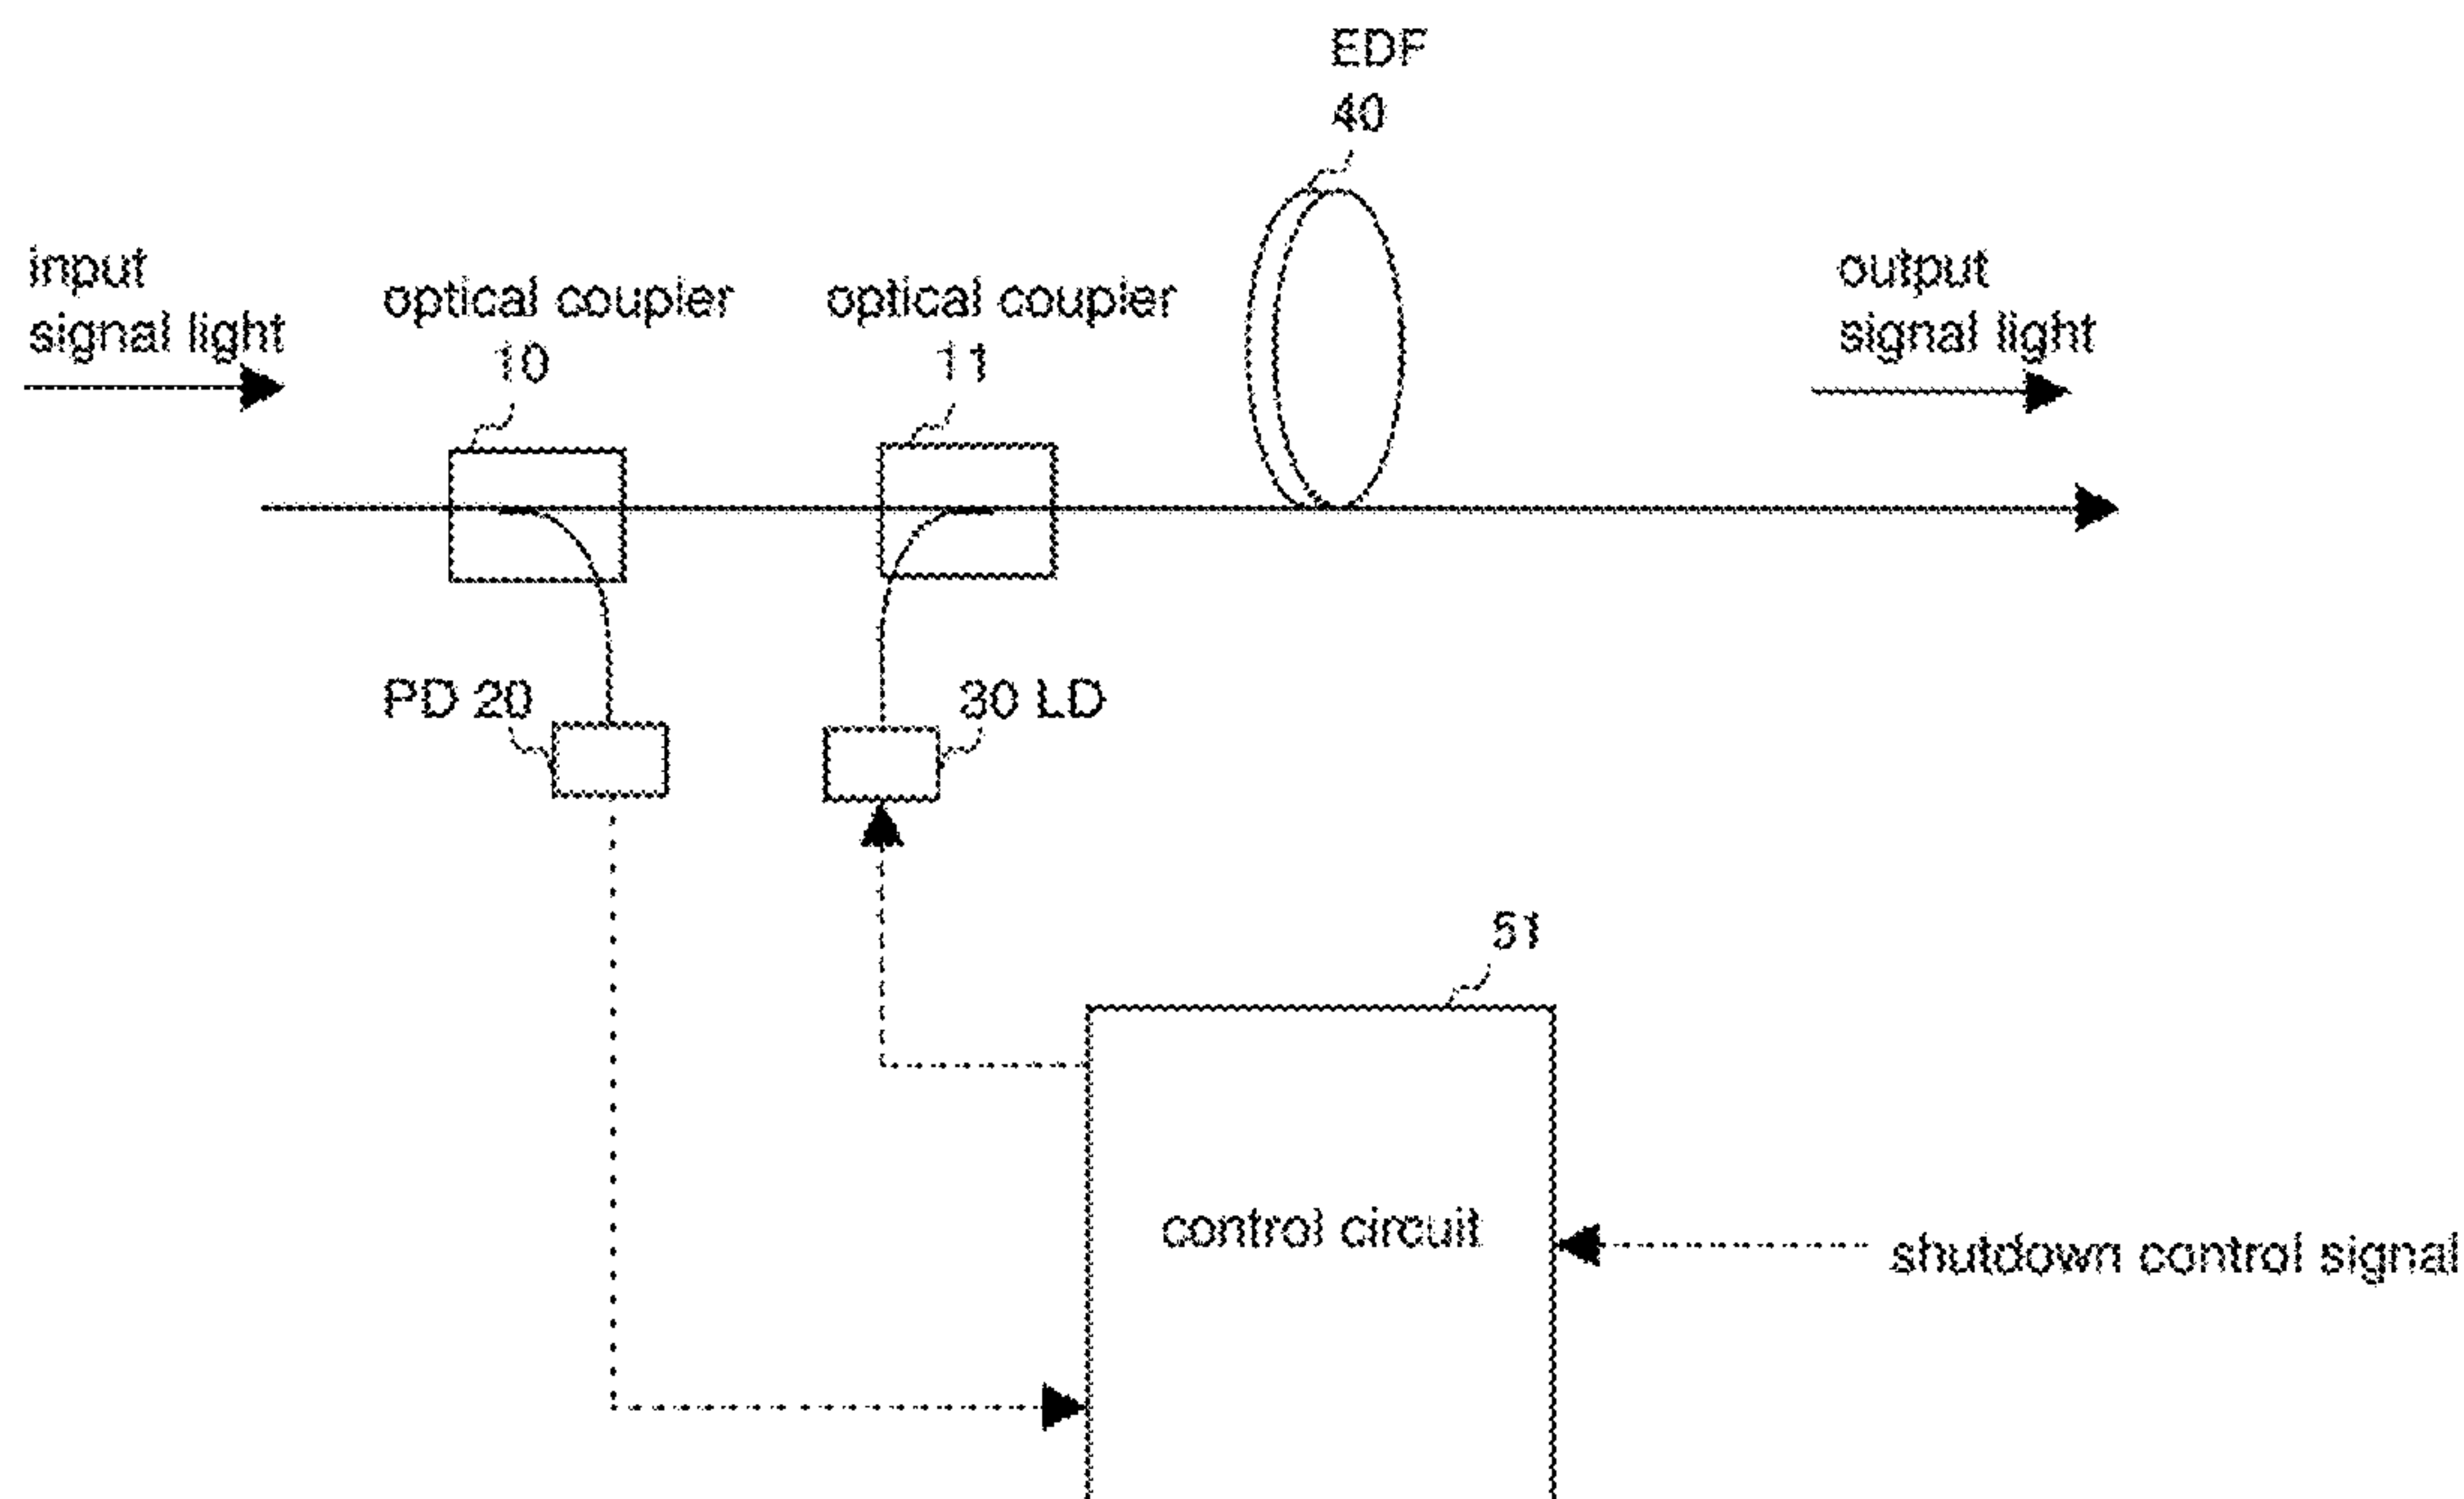 EDF
40
input
signal light
optical coupler
10
optical coupler
11
output
signal light
PD 20
30 LD
51
control circuit
shutdown control signal